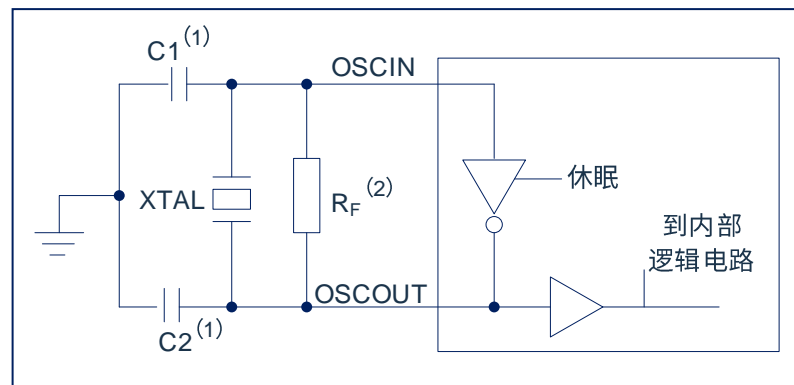 C1(1)
OSCIN
XTAL
RF(2)
休眠
到内部
逻辑电路
OSCOUT
C2(1)